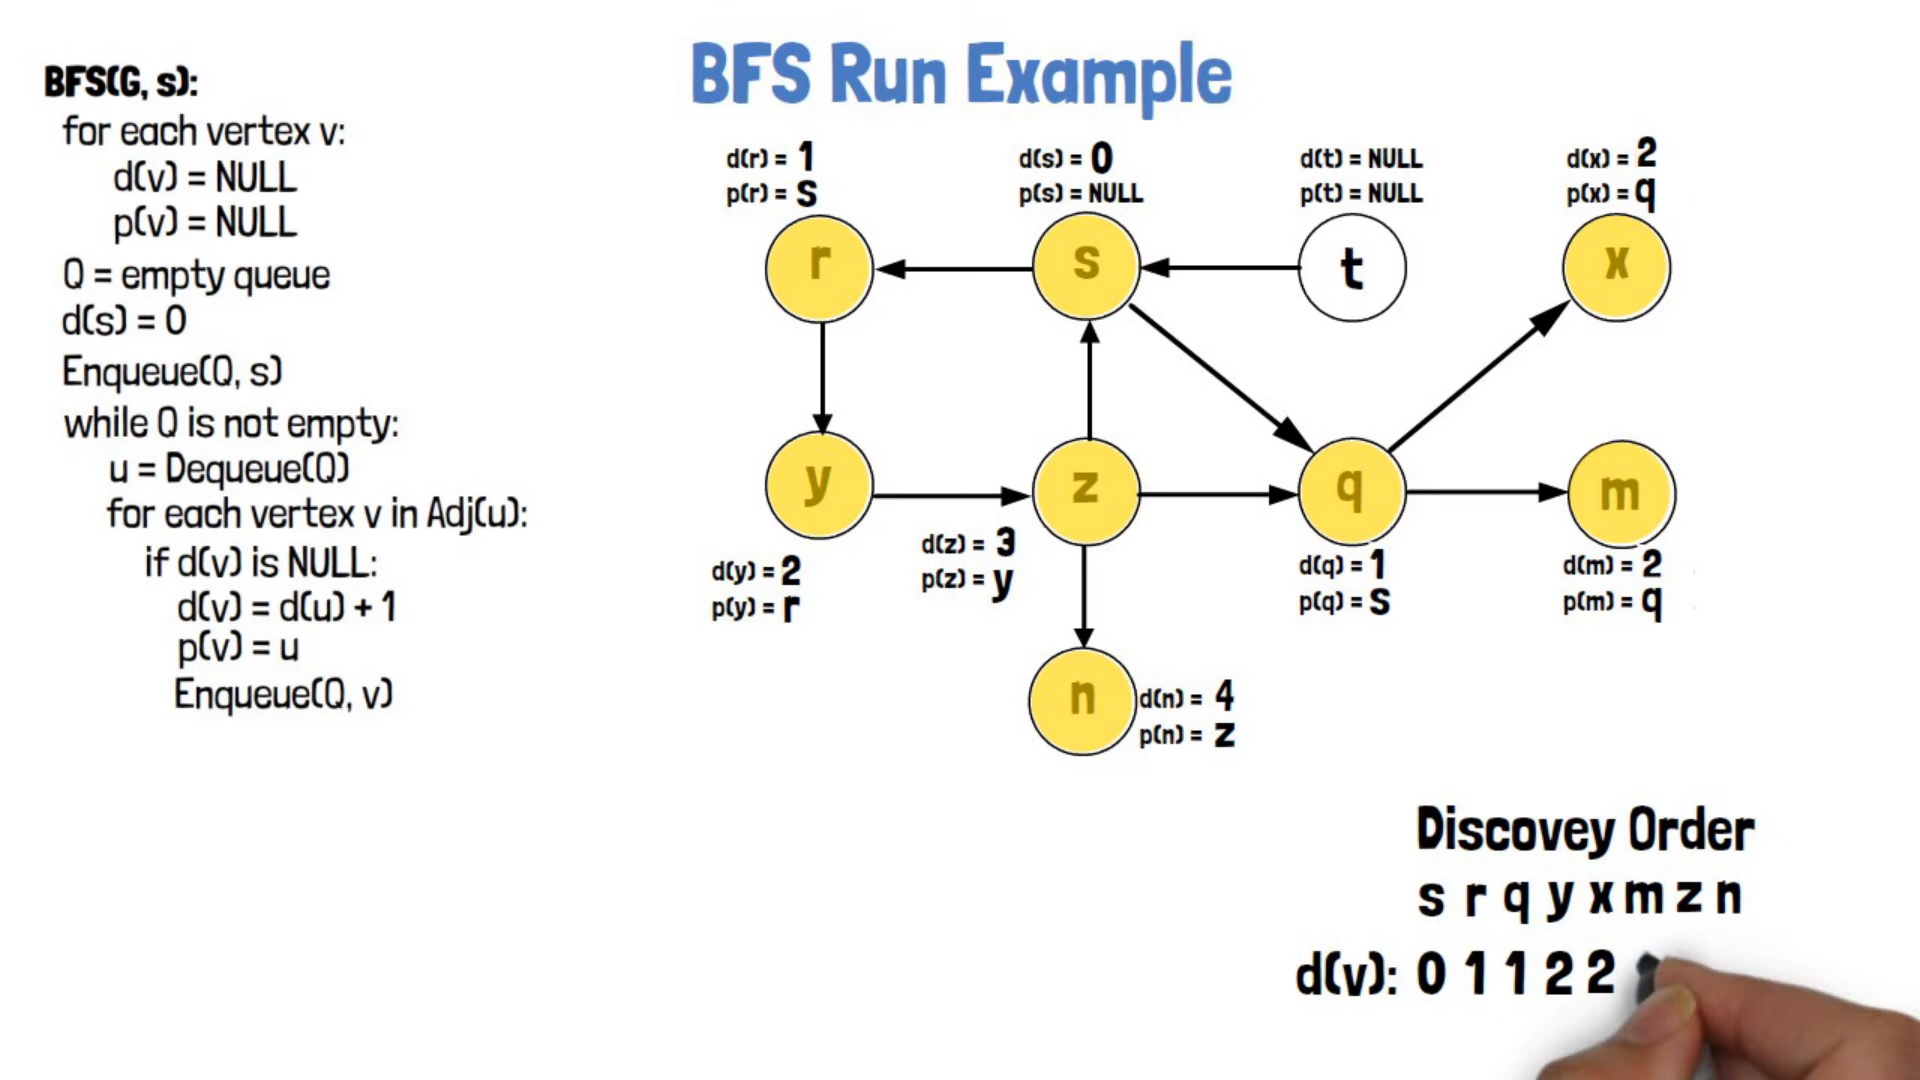 BFS Run Example
BFS(G, s):
for each vertex v:
d(v) = NULL
p(v) = NULL
Q = empty queue
d(s) = 0
Enqueue(Q, s)
while Q is not empty:
u = Dequeue(Q)
for each vertex v in Adj(u):
if d(v) is NULL:
d(v) = d(u) + 1
p(v) = u
Enqueue(Q, v)
d(r) = 1
p(r) = s
d(s) = 0
p(s) = NULL
d(t) = NULL
p(t) = NULL
d(x) = 2
p(x) = q
r
s
t
x
y
z
q
m
d(y) = 2
p(y) = r
d(z) = 3
p(z) = y
d(q) = 1
p(q) = s
d(m) = 2
p(m) = q
n
d(n) = 4
p(n) = z
Discovey Order
s r q y x m z n
d(v): 0 1 1 2 2